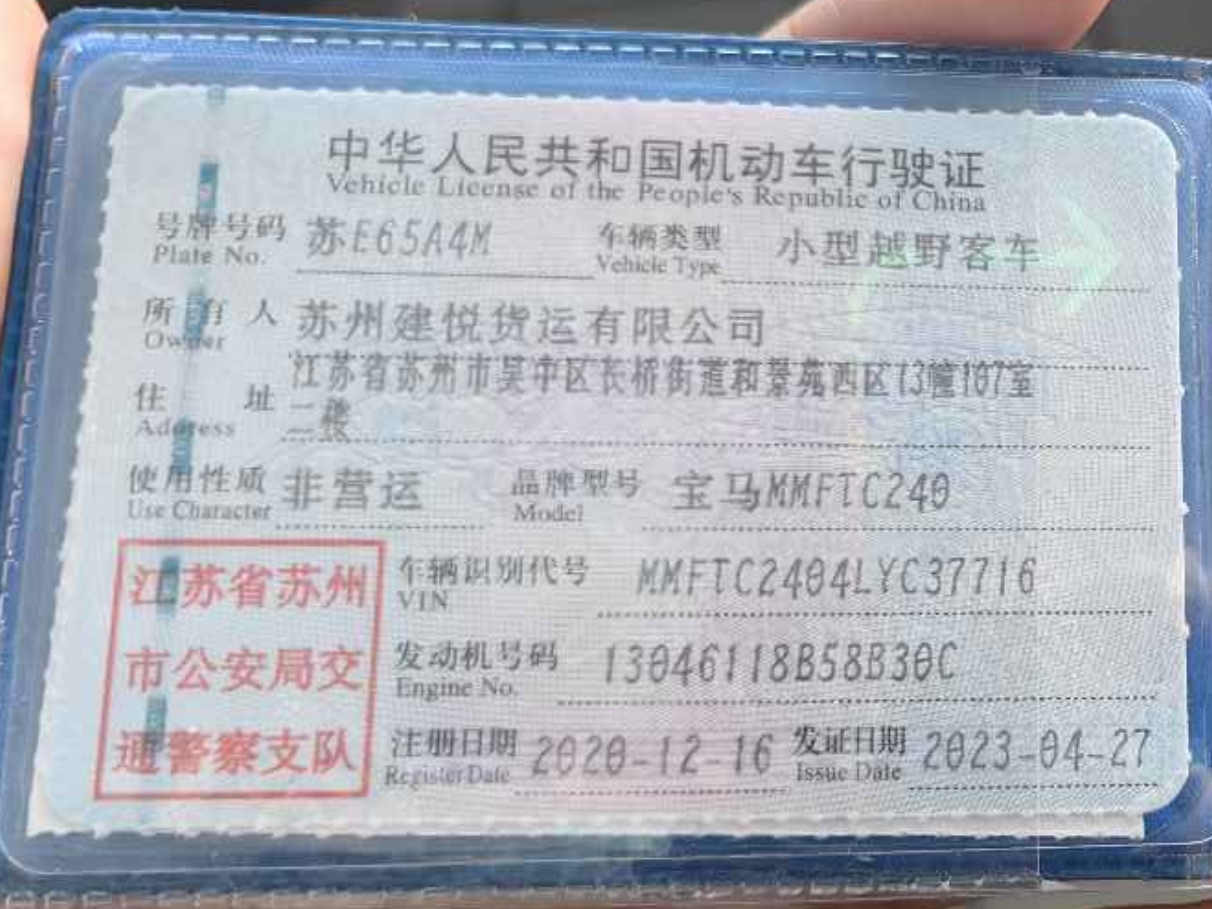 中华人民共和国机动车行驶证
Vehicle License of the People's Republic of China
号牌号码 苏E65A4M 车辆类型 小型越野客车
Plate No. Vehicle Type
所有人 苏州建悦货运有限公司
Owner
江苏省苏州市吴中区长桥街道和景苑西区13幢107室
住址 二楼
Address
使用性质 非营运 品牌型号 宝马MMFTC240
Use Character Model
江苏省苏州 车辆识别代号 MMFTC2404LYC37716
VIN
市公安局交 发动机号码 13046118B58B30C
Engine No.
通警察支队 注册日期 2020-12-16 发证日期 2023-04-27
Register Date Issue Date